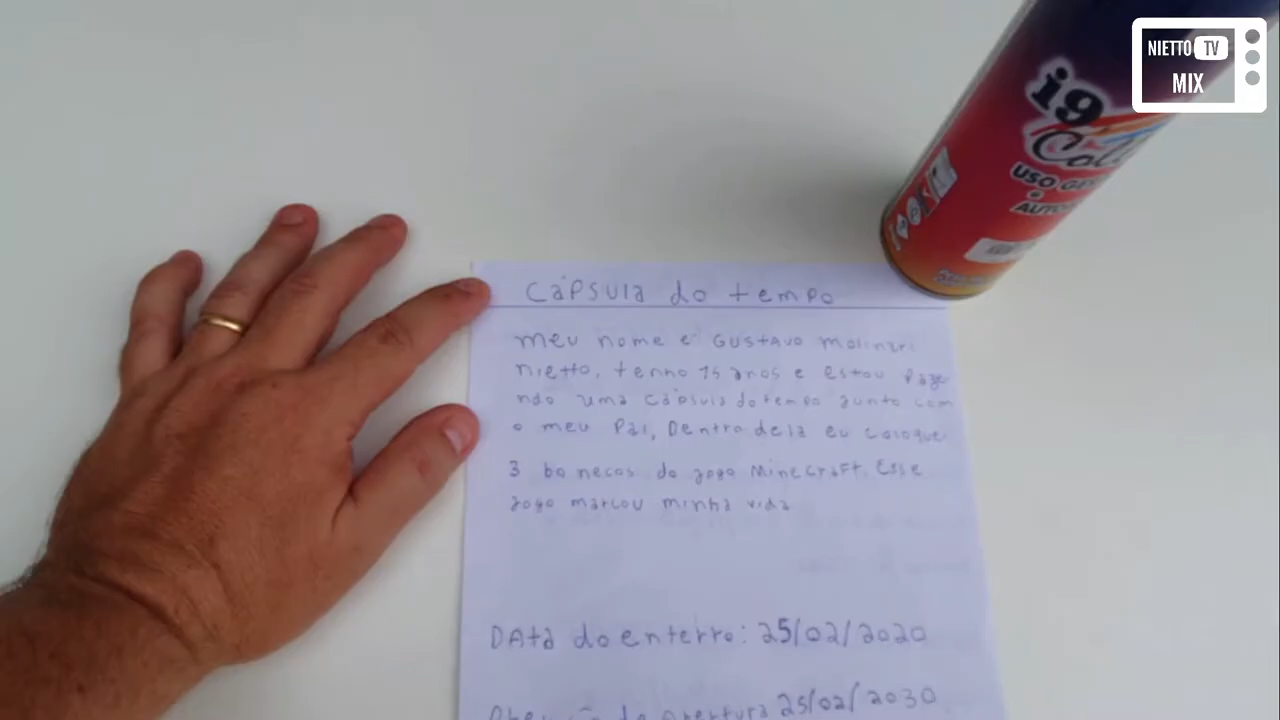 NIETTO TV
MIX
i9
USO
Cápsula do tempo
meu nome é Gustavo Molinari
Nietto, tenho 15 anos e estou faze
ndo uma cápsula do tempo junto com
o meu Pai, Dentro dela eu coloquei
3 bonecos do jogo Minecraft. Esse
jogo marcou minha vida
DAta do enterro: 25/02/2020
do abertura 25/02/2030